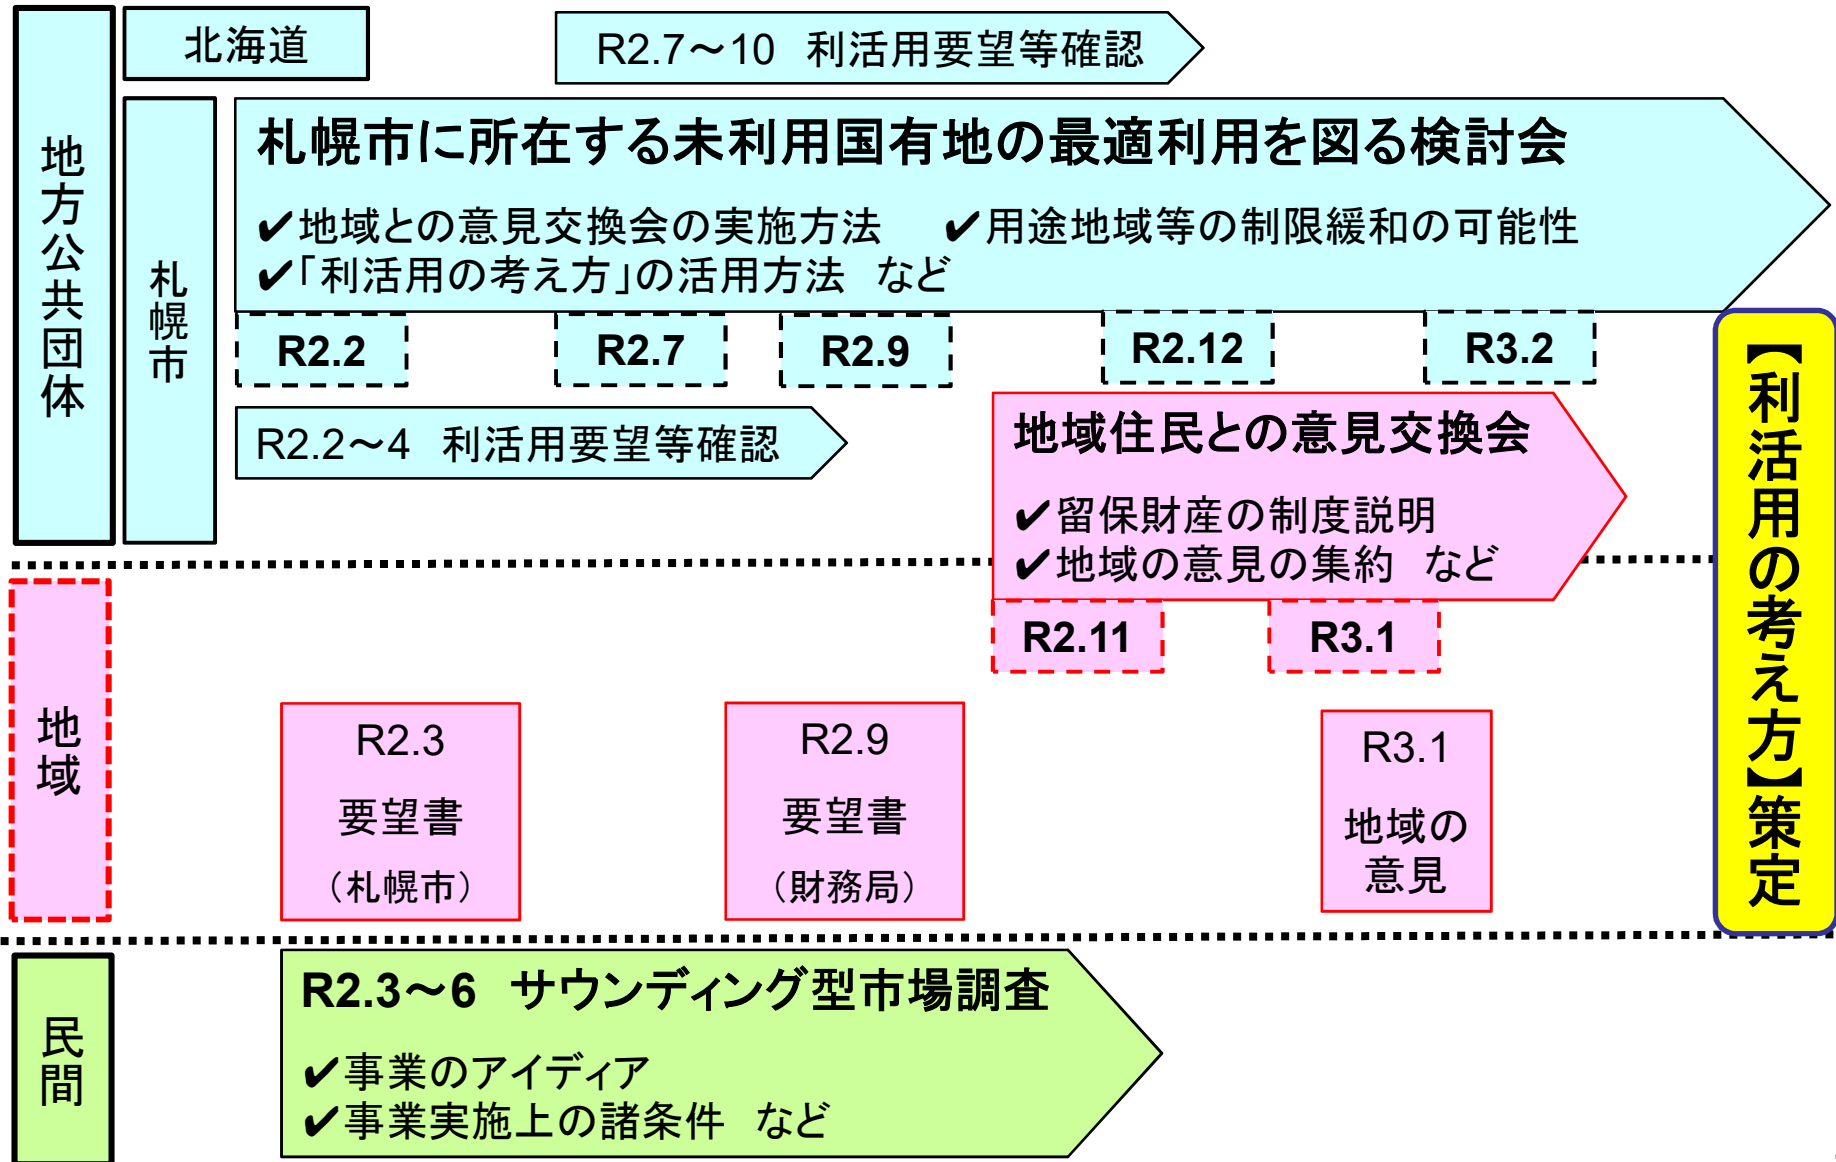 地方公共団体
北海道
R2.7～10　利活用要望等確認
札幌市
札幌市に所在する未利用国有地の最適利用を図る検討会
✔地域との意見交換会の実施方法　✔用途地域等の制限緩和の可能性
✔「利活用の考え方」の活用方法　など
R2.2
R2.7
R2.9
R2.12
R3.2
R2.2～4　利活用要望等確認
地域住民との意見交換会
✔留保財産の制度説明
✔地域の意見の集約　など
R2.11
R3.1
地域
R2.3
要望書
（札幌市）
R2.9
要望書
（財務局）
R3.1
地域の
意見
民間
R2.3～6　サウンディング型市場調査
✔事業のアイディア
✔事業実施上の諸条件　など
【利活用の考え方】策定